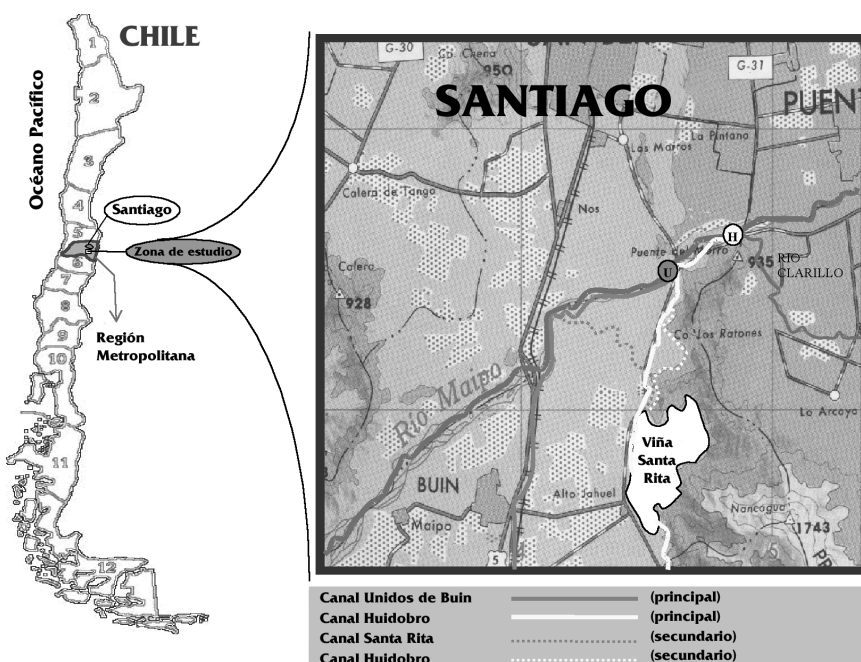 CHILE
Océano Pacífico
1
2
3
4
5
6
7
8
9
10
11
12
Santiago
Zona de estudio
Región
Metropolitana
G-30
G-31
950
SANTIAGO
PUENT
La Pintana
Los Morros
Calera de Tango
Nos
H
Puente del Morro
U
935
RIO
CLARILLO
Calera
928
Co Los Ratones
Río Maipo
Lo Arcaya
Viña
Santa
Rita
BUIN
Alto Jahuel
Maipo
Nancagua
1743
5
5
Canal Unidos de Buin (principal)
Canal Huidobro (principal)
Canal Santa Rita (secundario)
Canal Huidobro (secundario)